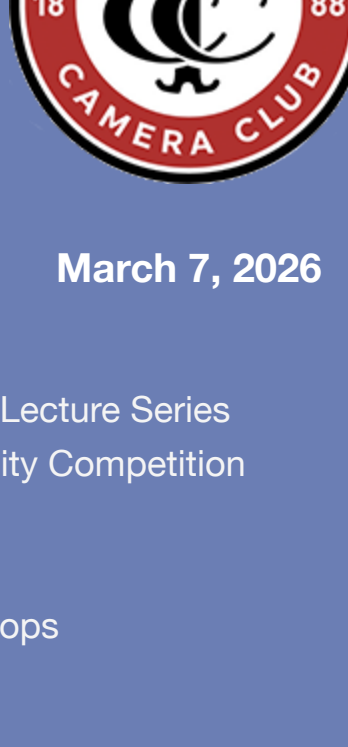 18 88
CAMERA CLUB
March 7, 2026
Lecture Series
ity Competition
ops